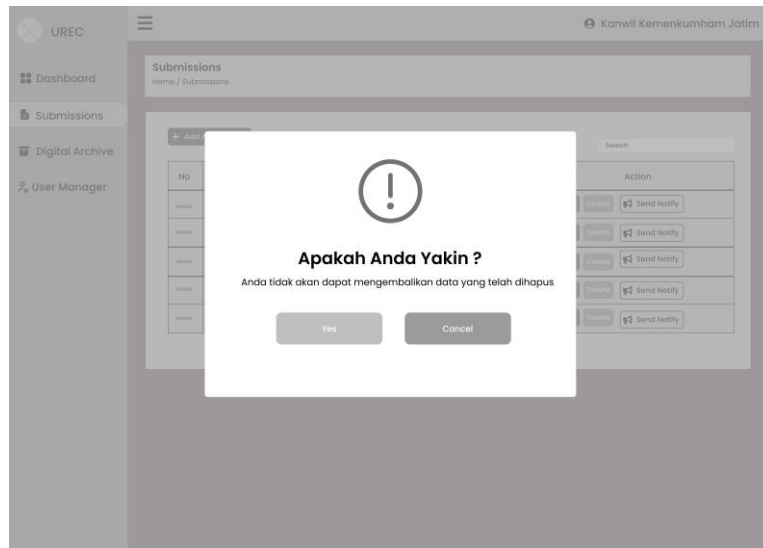 UREC
Kanwil Kemenkumham Jatim
Dashboard
Submissions
Digital Archive
User Manager
Submissions
Home / Submissions
+ Add
Search
No
Action
Delete Send Notify
Delete Send Notify
Delete Send Notify
Delete Send Notify
Delete Send Notify
Apakah Anda Yakin ?
Anda tidak akan dapat mengembalikan data yang telah dihapus
Yes
Cancel